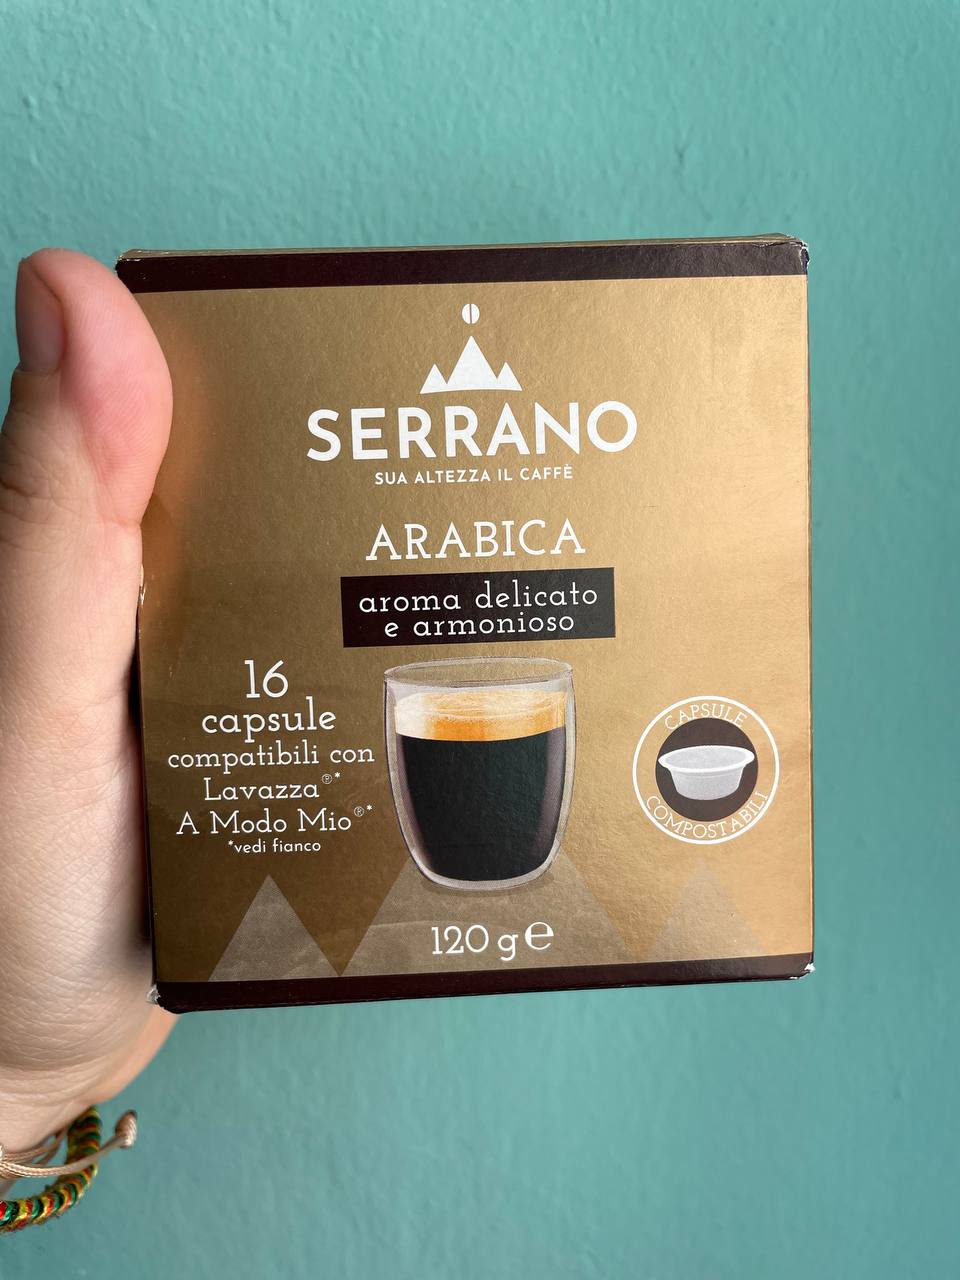 SERRANO
SUA ALTEZZA IL CAFFÈ
ARABICA
aroma delicato
e armonioso
16
capsule
compatibili con
Lavazza®*
A Modo Mio®*
*vedi fianco
CAPSULE
COMPOSTABILI
120 g ℮